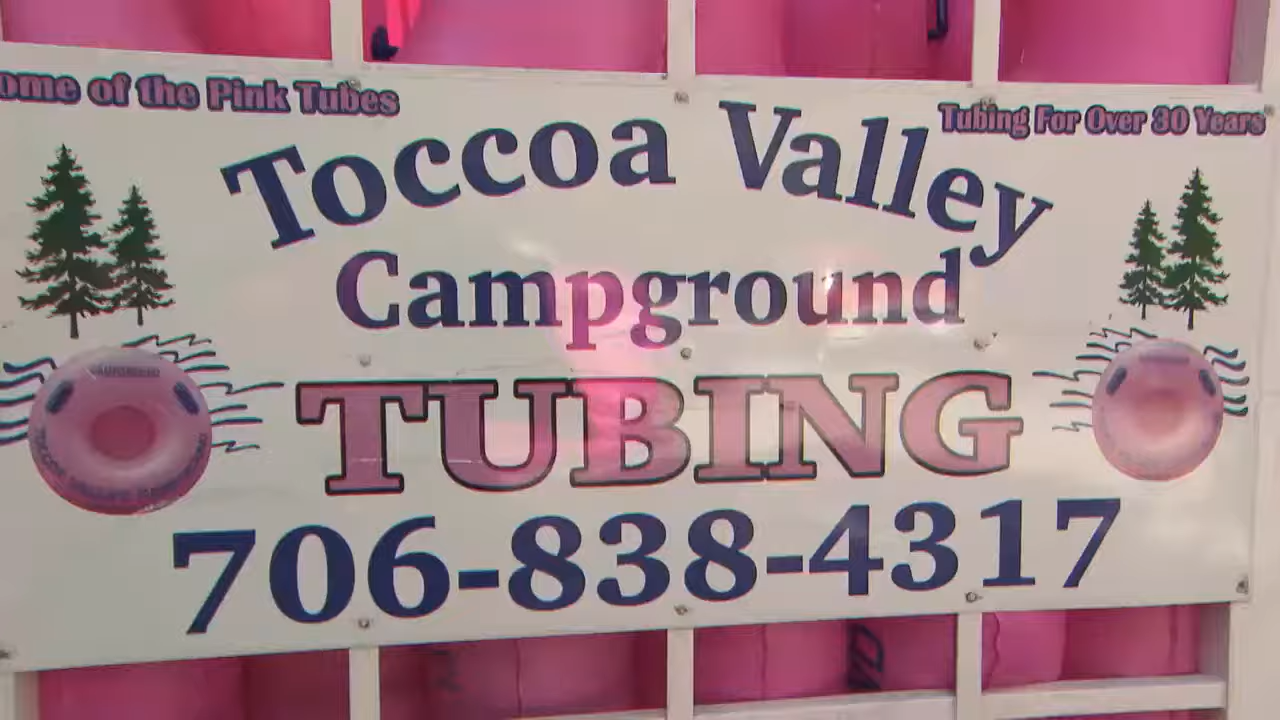 ome of the Pink Tubes
Tubing For Over 30 Years
Toccoa Valley
Campground
TUBING
706-838-4317